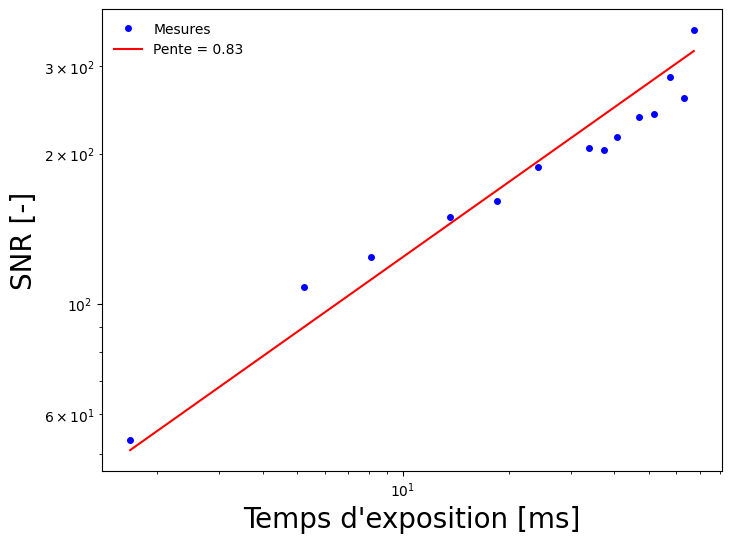 Mesures
Pente = 0.83
3 × 10²
2 × 10²
10²
6 × 10¹
SNR [-]
10¹
Temps d'exposition [ms]